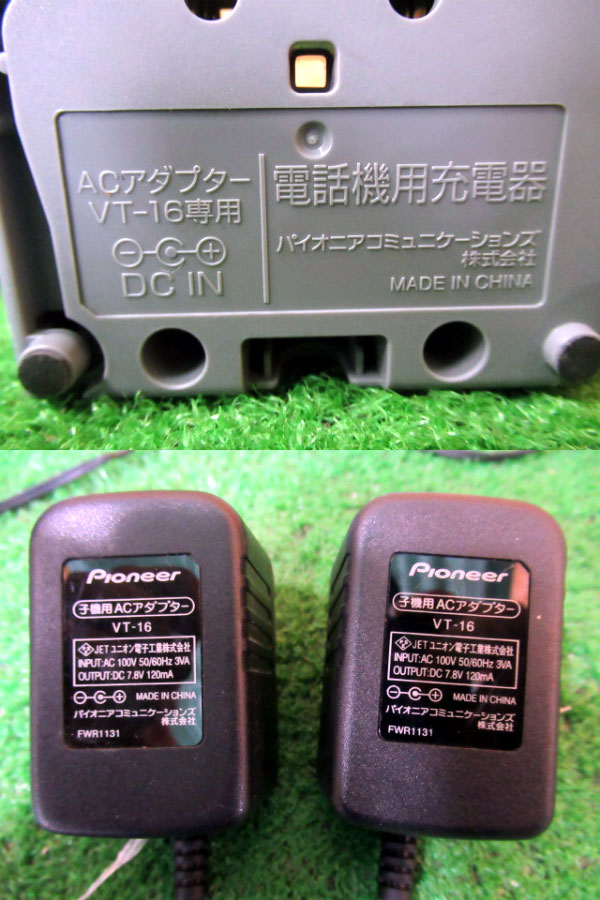 ACアダプター
VT-16専用
DC IN
電話機用充電器
パイオニアコミュニケーションズ
株式会社
MADE IN CHINA
Pioneer
子機用ACアダプター
VT-16
JETユニオン電子工業株式会社
INPUT:AC 100V 50/60Hz 3VA
OUTPUT:DC 7.8V 120mA
MADE IN CHINA
パイオニアコミュニケーションズ
株式会社
FWR1131
Pioneer
子機用ACアダプター
VT-16
JETユニオン電子工業株式会社
INPUT:AC 100V 50/60Hz 3VA
OUTPUT:DC 7.8V 120mA
MADE IN CHINA
パイオニアコミュニケーションズ
株式会社
FWR1131